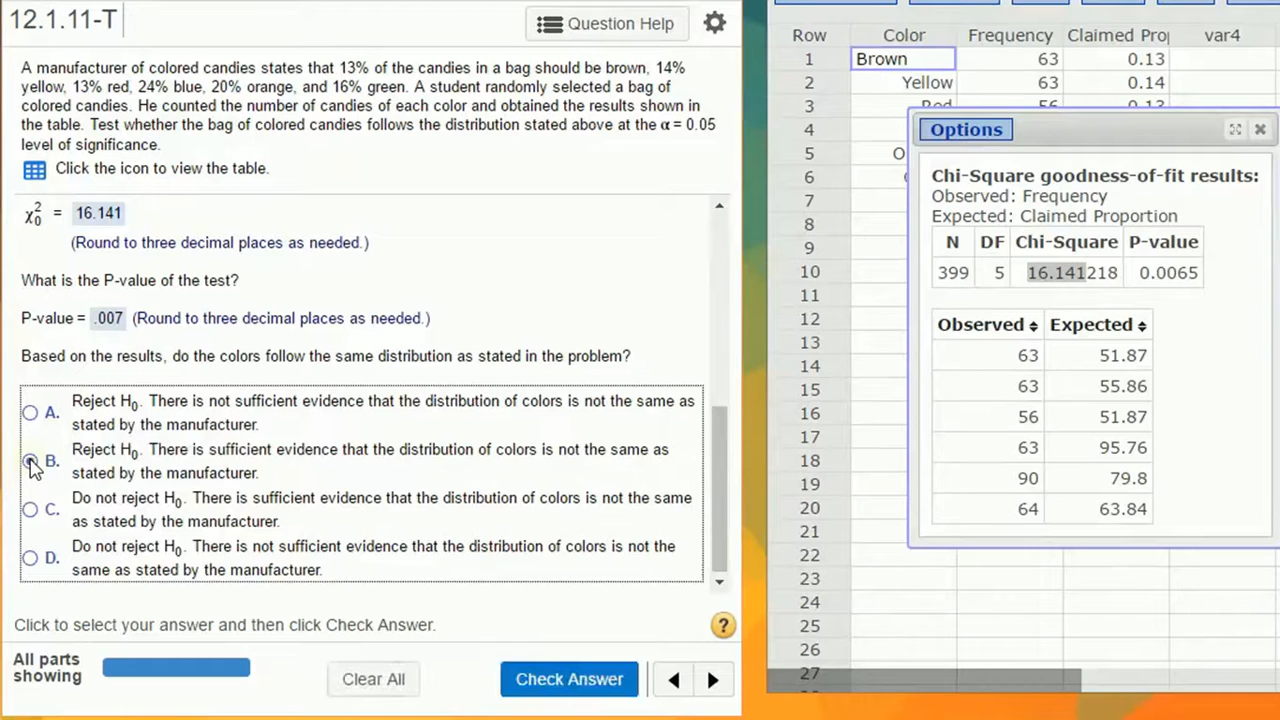 12.1.11-T
Question Help
A manufacturer of colored candies states that 13% of the candies in a bag should be brown, 14%
yellow, 13% red, 24% blue, 20% orange, and 16% green. A student randomly selected a bag of
colored candies. He counted the number of candies of each color and obtained the results shown in
the table. Test whether the bag of colored candies follows the distribution stated above at the α = 0.05
level of significance.
Click the icon to view the table.
χ₀² = 16.141
(Round to three decimal places as needed.)
What is the P-value of the test?
P-value = .007 (Round to three decimal places as needed.)
Based on the results, do the colors follow the same distribution as stated in the problem?
A. Reject H₀. There is not sufficient evidence that the distribution of colors is not the same as
stated by the manufacturer.
B. Reject H₀. There is sufficient evidence that the distribution of colors is not the same as
stated by the manufacturer.
C. Do not reject H₀. There is sufficient evidence that the distribution of colors is not the same
as stated by the manufacturer.
D. Do not reject H₀. There is not sufficient evidence that the distribution of colors is not the
same as stated by the manufacturer.
Click to select your answer and then click Check Answer.
?
All parts
showing
Clear All
Check Answer
Row Color Frequency Claimed Pro var4
1 Brown 63 0.13
2 Yellow 63 0.14
3 Red 56 0.13
4
5 O
6
7
8
9
10
11
12
13
14
15
16
17
18
19
20
21
22
23
24
25
26
27
Options
Chi-Square goodness-of-fit results:
Observed: Frequency
Expected: Claimed Proportion
N DF Chi-Square P-value
399 5 16.141218 0.0065
Observed Expected
63 51.87
63 55.86
56 51.87
63 95.76
90 79.8
64 63.84